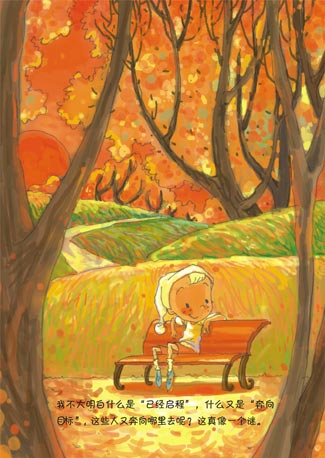 我不大明白什么是“已经启程”，什么又是“奔向
目标”，这些人又奔向哪里去呢？这真像一个谜。